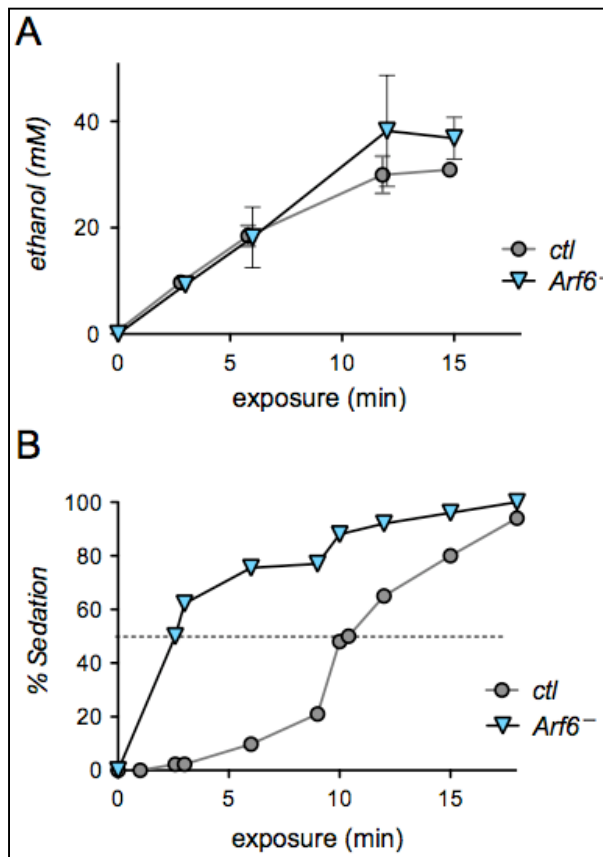 A
ethanol (mM)
40
20
0
0 5 10 15
exposure (min)
ctl
Arf6⁻
B
% Sedation
100
80
60
40
20
0
0 5 10 15
exposure (min)
ctl
Arf6⁻